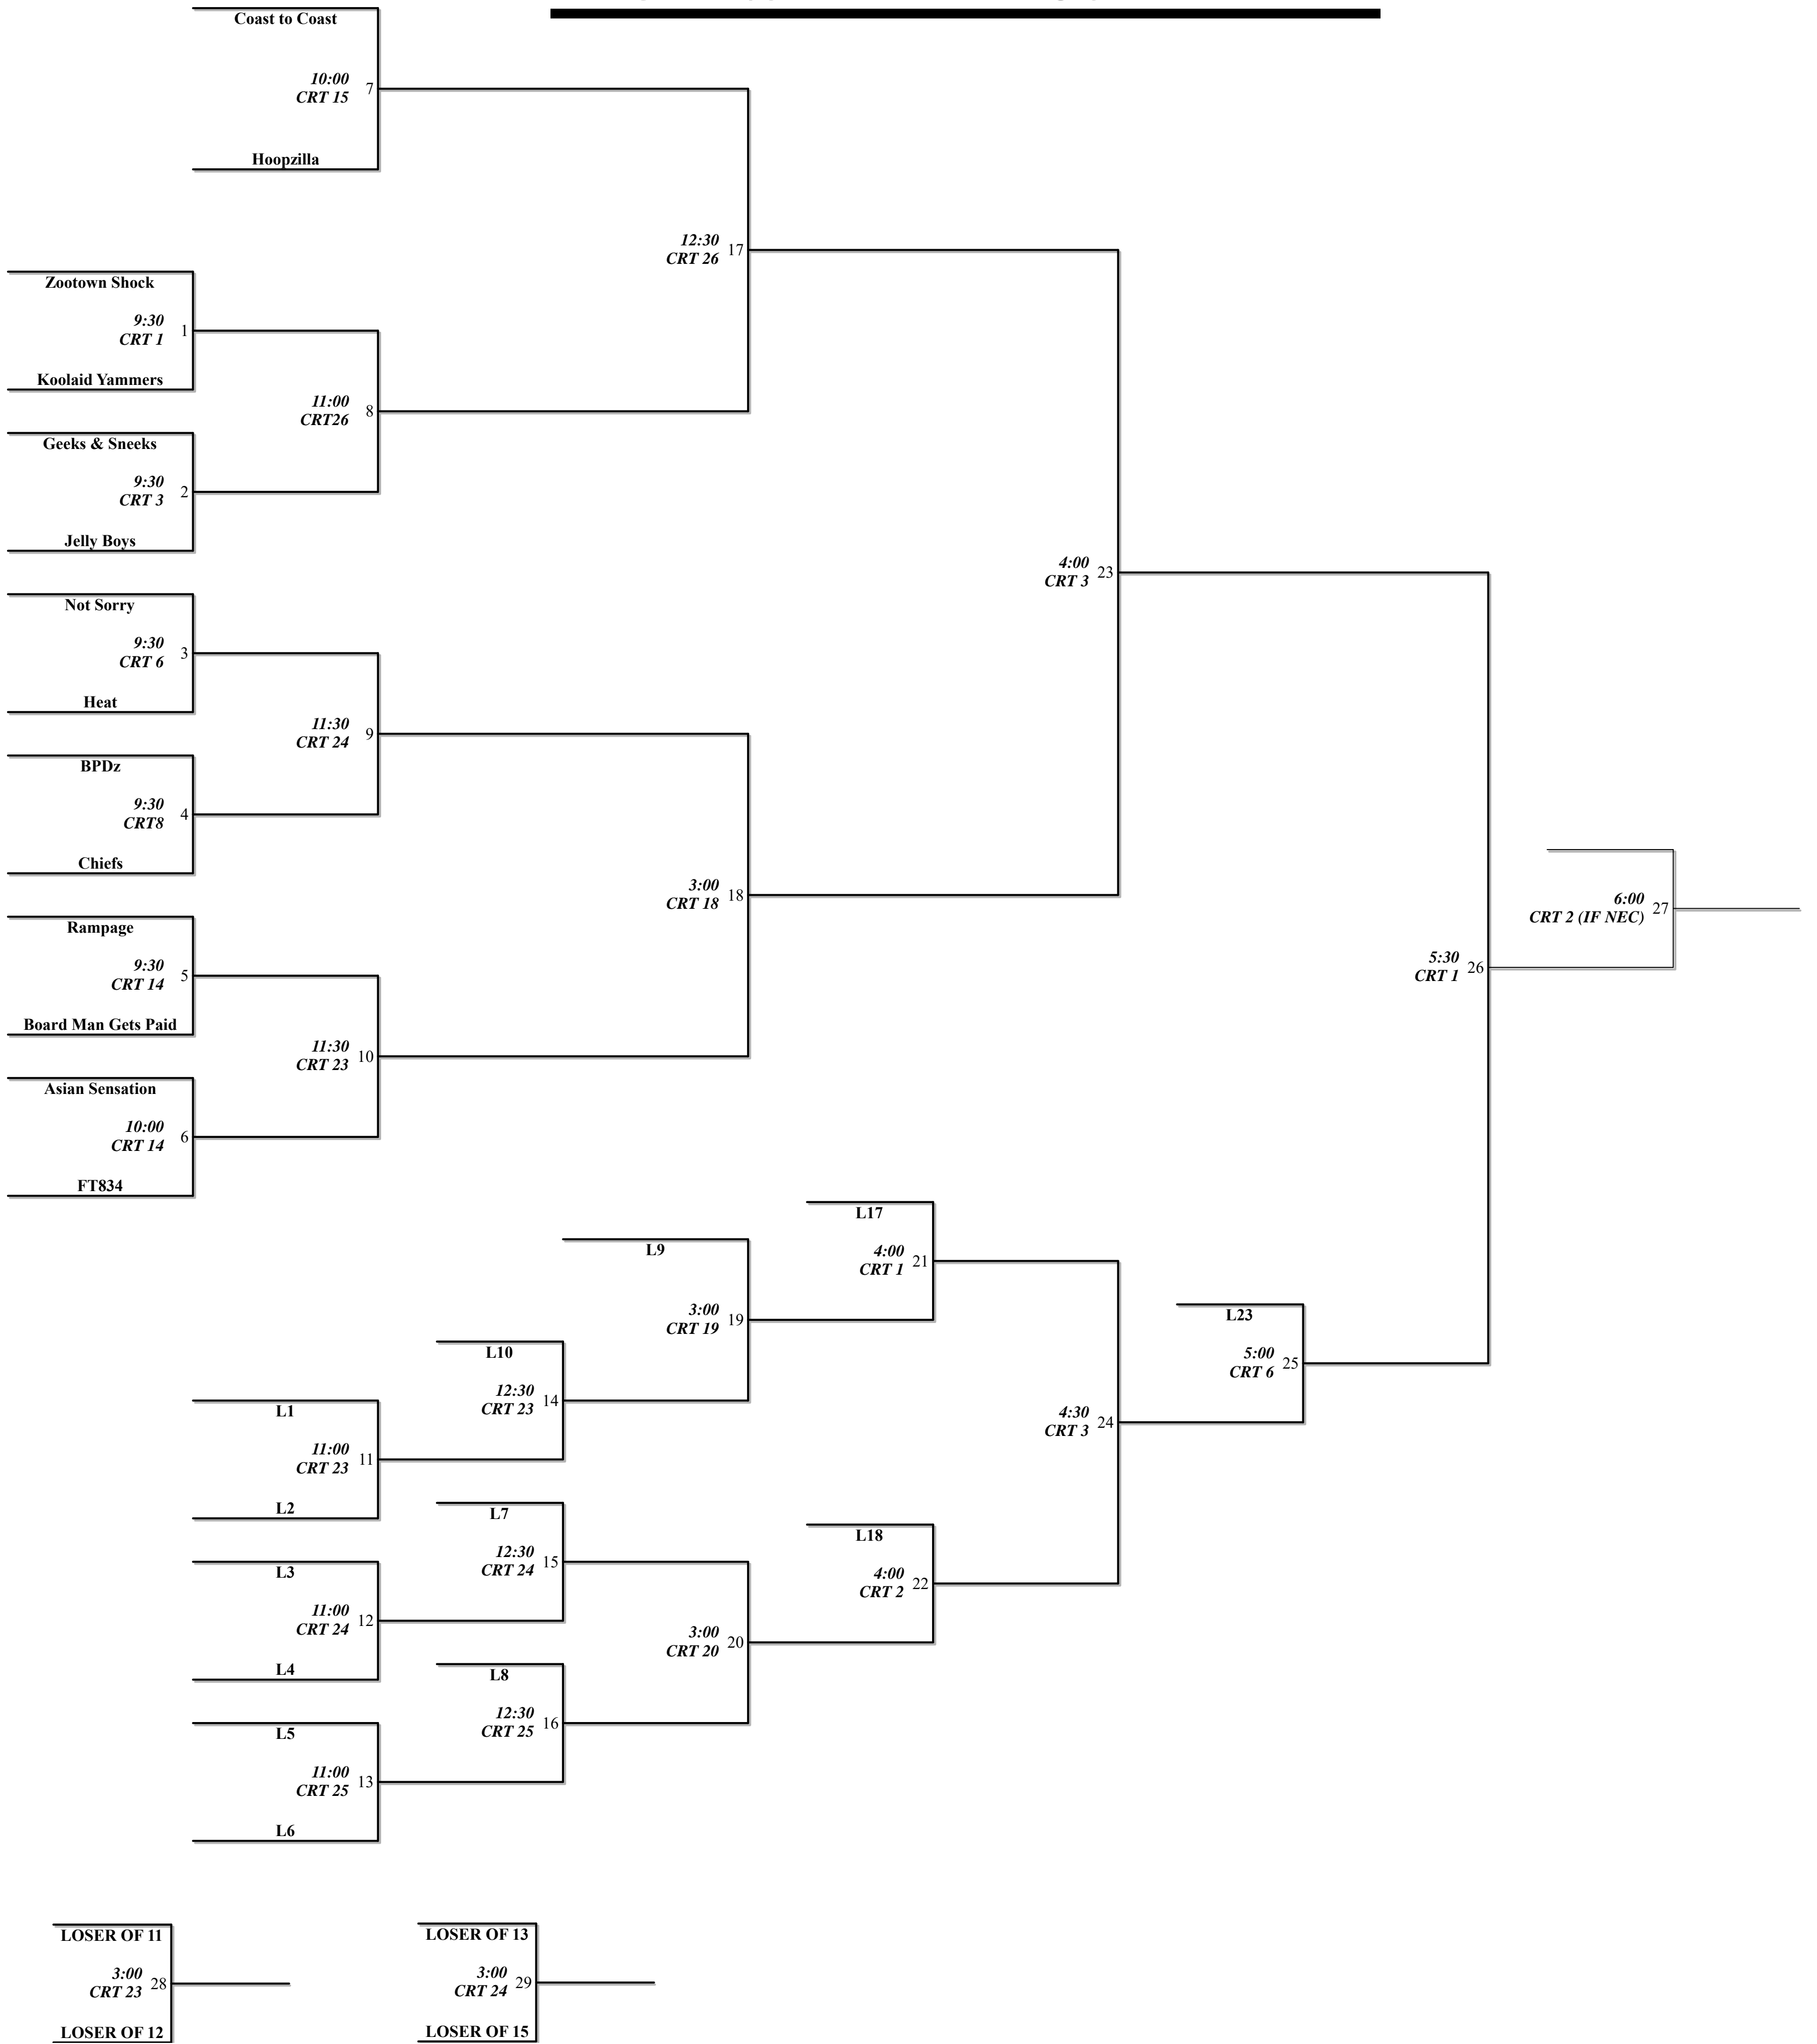 Coast to Coast
10:00
CRT 15
7
Hoopzilla
12:30
CRT 26
17
Zootown Shock
9:30
CRT 1
1
Koolaid Yammers
11:00
CRT26
8
Geeks & Sneeks
9:30
CRT 3
2
Jelly Boys
4:00
CRT 3
23
Not Sorry
9:30
CRT 6
3
Heat
11:30
CRT 24
9
BPDz
9:30
CRT8
4
Chiefs
3:00
CRT 18
18
6:00
CRT 2 (IF NEC)
27
Rampage
9:30
CRT 14
5
Board Man Gets Paid
5:30
CRT 1
26
11:30
CRT 23
10
Asian Sensation
10:00
CRT 14
6
FT834
L17
4:00
CRT 1
21
L9
3:00
CRT 19
19
L23
5:00
CRT 6
25
L10
12:30
CRT 23
14
L1
11:00
CRT 23
11
L2
4:30
CRT 3
24
L7
12:30
CRT 24
15
L18
4:00
CRT 2
22
L3
11:00
CRT 24
12
L4
3:00
CRT 20
20
L8
12:30
CRT 25
16
L5
11:00
CRT 25
13
L6
LOSER OF 11
3:00
CRT 23
28
LOSER OF 12
LOSER OF 13
3:00
CRT 24
29
LOSER OF 15